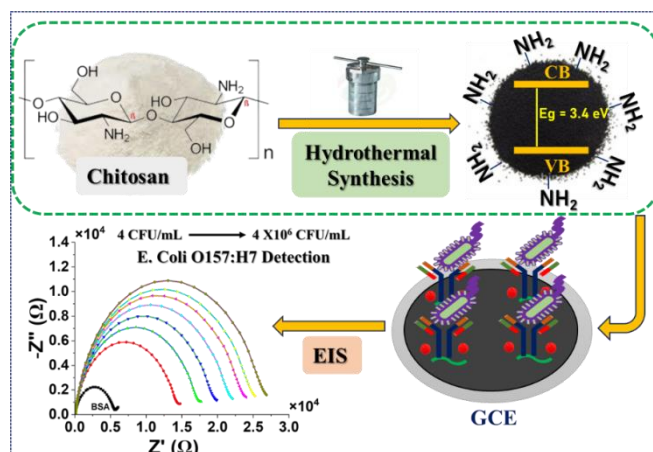 OH
NH2
O
HO
O
HO
O
NH2
OH
n
Chitosan
Hydrothermal
Synthesis
NH2
NH2
NH2
NH2
NH2
NH2
NH2
CB
Eg = 3.4 eV
VB
4 CFU/mL → 4 X10⁶ CFU/mL
E. Coli O157:H7 Detection
×10⁴
1.4
1.2
1.0
0.8
0.6
0.4
0.2
0.0
-Z'' (Ω)
BSA
0.0 0.5 1.0 1.5 2.0 2.5 3.0
×10⁴
Z' (Ω)
EIS
GCE